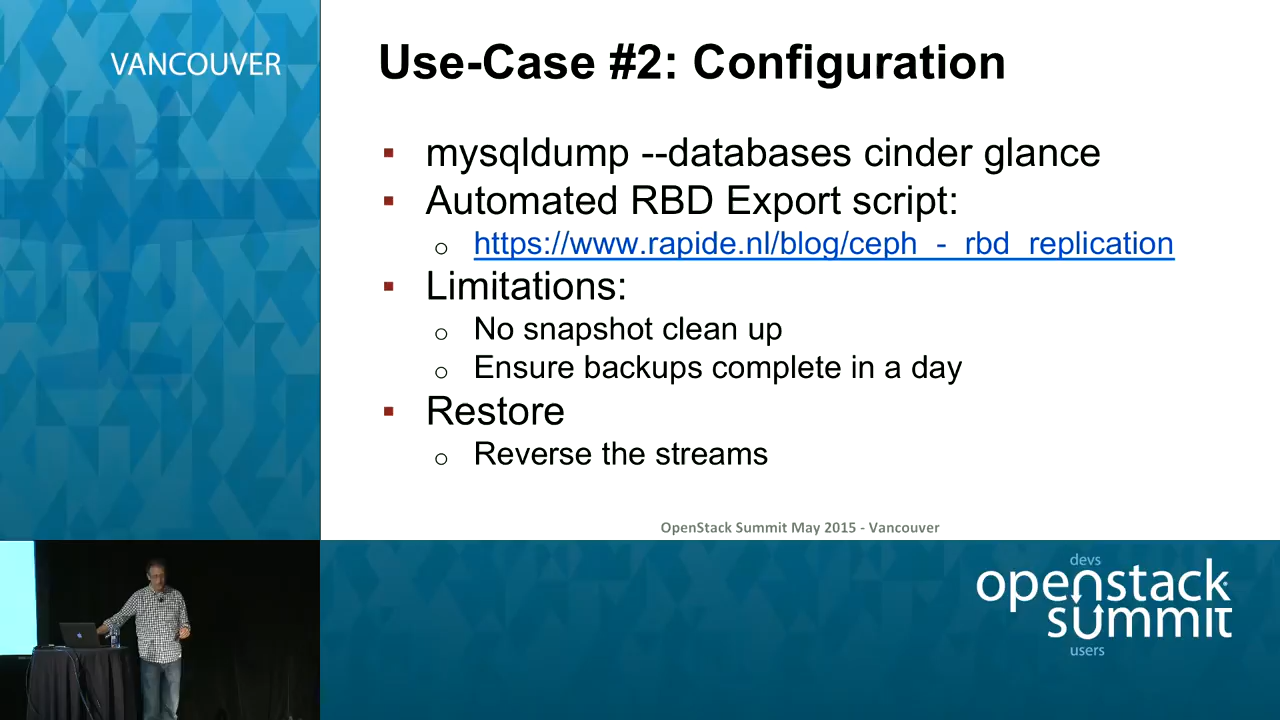 VANCOUVER
Use-Case #2: Configuration
▪ mysqldump --databases cinder glance
▪ Automated RBD Export script:
o https://www.rapide.nl/blog/ceph_-_rbd_replication
▪ Limitations:
o No snapshot clean up
o Ensure backups complete in a day
▪ Restore
o Reverse the streams
OpenStack Summit May 2015 - Vancouver
devs
openstack
summit
users